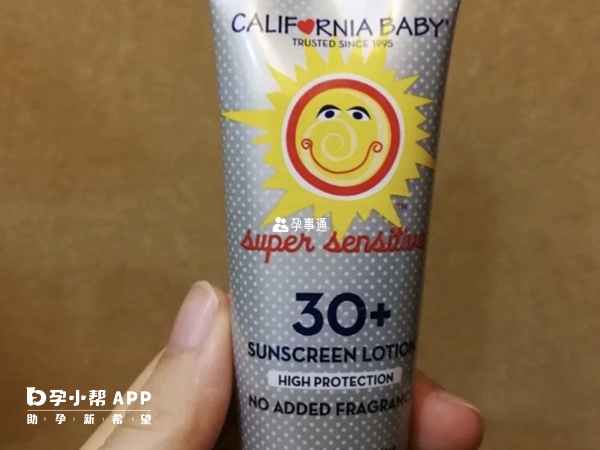 CALIFORNIA BABY
TRUSTED SINCE 1995
TM
孕事通
super sensitive
30+
SUNSCREEN LOTION
HIGH PROTECTION
NO ADDED FRAGRANCE
孕小帮 APP
助孕新希望